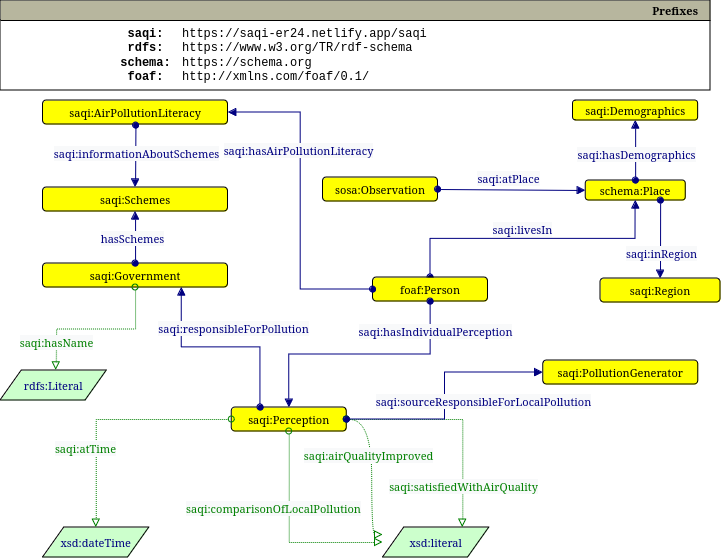 Prefixes
saqi: https://saqi-er24.netlify.app/saqi
rdfs: https://www.w3.org/TR/rdf-schema
schema: https://schema.org
foaf: http://xmlns.com/foaf/0.1/
saqi:AirPollutionLiteracy
saqi:Demographics
saqi:informationAboutSchemes
saqi:hasAirPollutionLiteracy
saqi:hasDemographics
saqi:atPlace
saqi:Schemes
sosa:Observation
schema:Place
saqi:livesIn
hasSchemes
saqi:inRegion
saqi:Government
foaf:Person
saqi:Region
saqi:responsibleForPollution
saqi:hasIndividualPerception
saqi:hasName
rdfs:Literal
saqi:PollutionGenerator
saqi:sourceResponsibleForLocalPollution
saqi:Perception
saqi:atTime
saqi:airQualityImproved
saqi:satisfiedWithAirQuality
saqi:comparisonOfLocalPollution
xsd:dateTime
xsd:literal